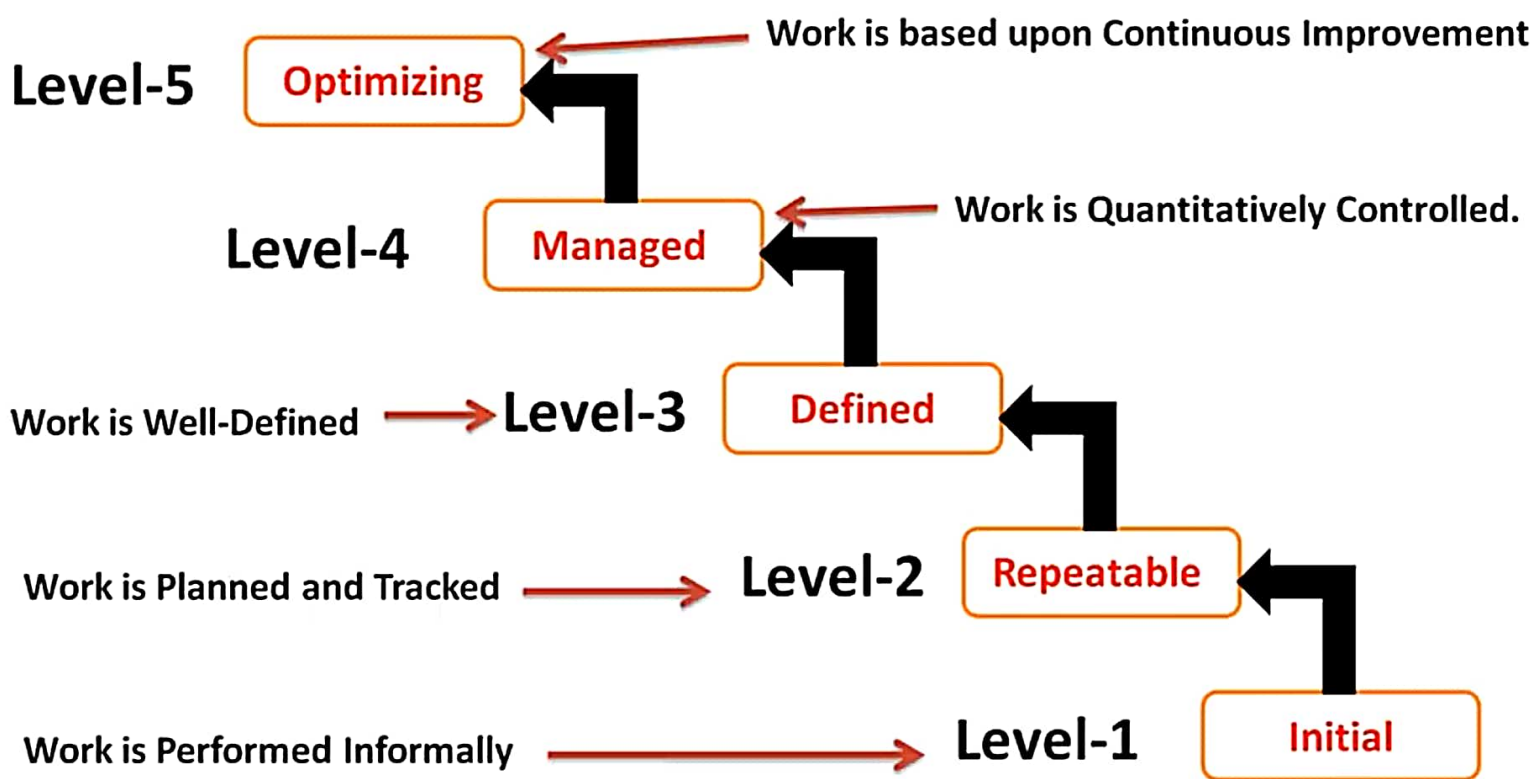 Work is based upon Continuous Improvement
Level-5
Optimizing
Work is Quantitatively Controlled.
Level-4
Managed
Work is Well-Defined
Level-3
Defined
Work is Planned and Tracked
Level-2
Repeatable
Work is Performed Informally
Level-1
Initial